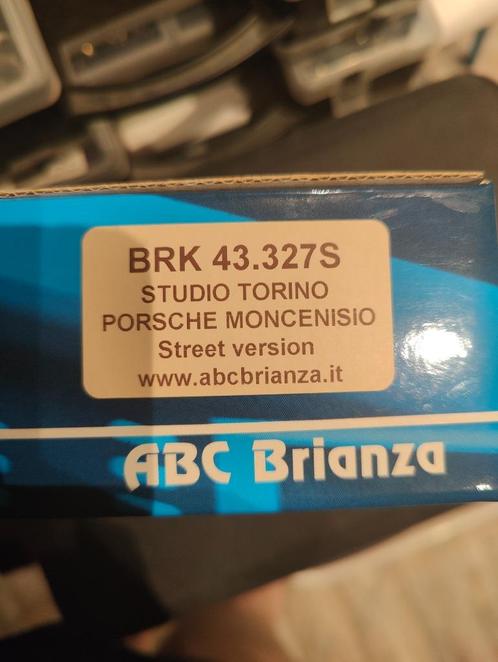 BRK 43.327S
STUDIO TORINO
PORSCHE MONCENISIO
Street version
www.abcbrianza.it
ABC Brianza